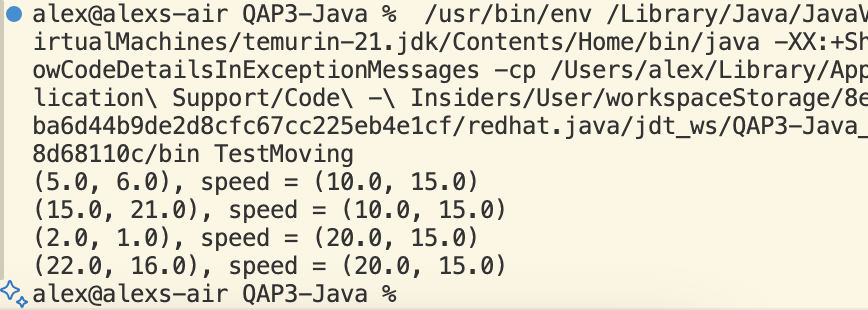 alex@alexs-air QAP3-Java %  /usr/bin/env /Library/Java/JavaV
irtualMachines/temurin-21.jdk/Contents/Home/bin/java -XX:+Sh
owCodeDetailsInExceptionMessages -cp /Users/alex/Library/App
lication\ Support/Code\ -\ Insiders/User/workspaceStorage/8e
ba6d44b9de2d8cfc67cc225eb4e1cf/redhat.java/jdt_ws/QAP3-Java_
8d68110c/bin TestMoving
(5.0, 6.0), speed = (10.0, 15.0)
(15.0, 21.0), speed = (10.0, 15.0)
(2.0, 1.0), speed = (20.0, 15.0)
(22.0, 16.0), speed = (20.0, 15.0)
alex@alexs-air QAP3-Java %